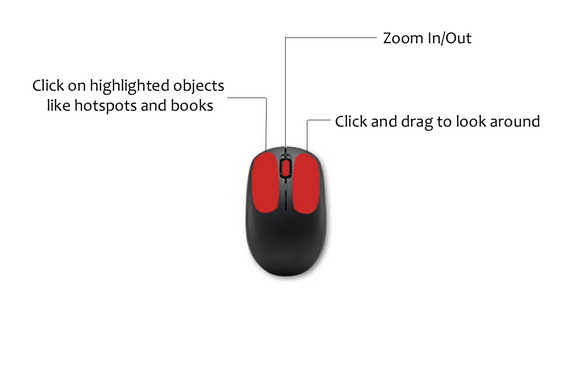 Zoom In/Out
Click on highlighted objects
like hotspots and books
Click and drag to look around